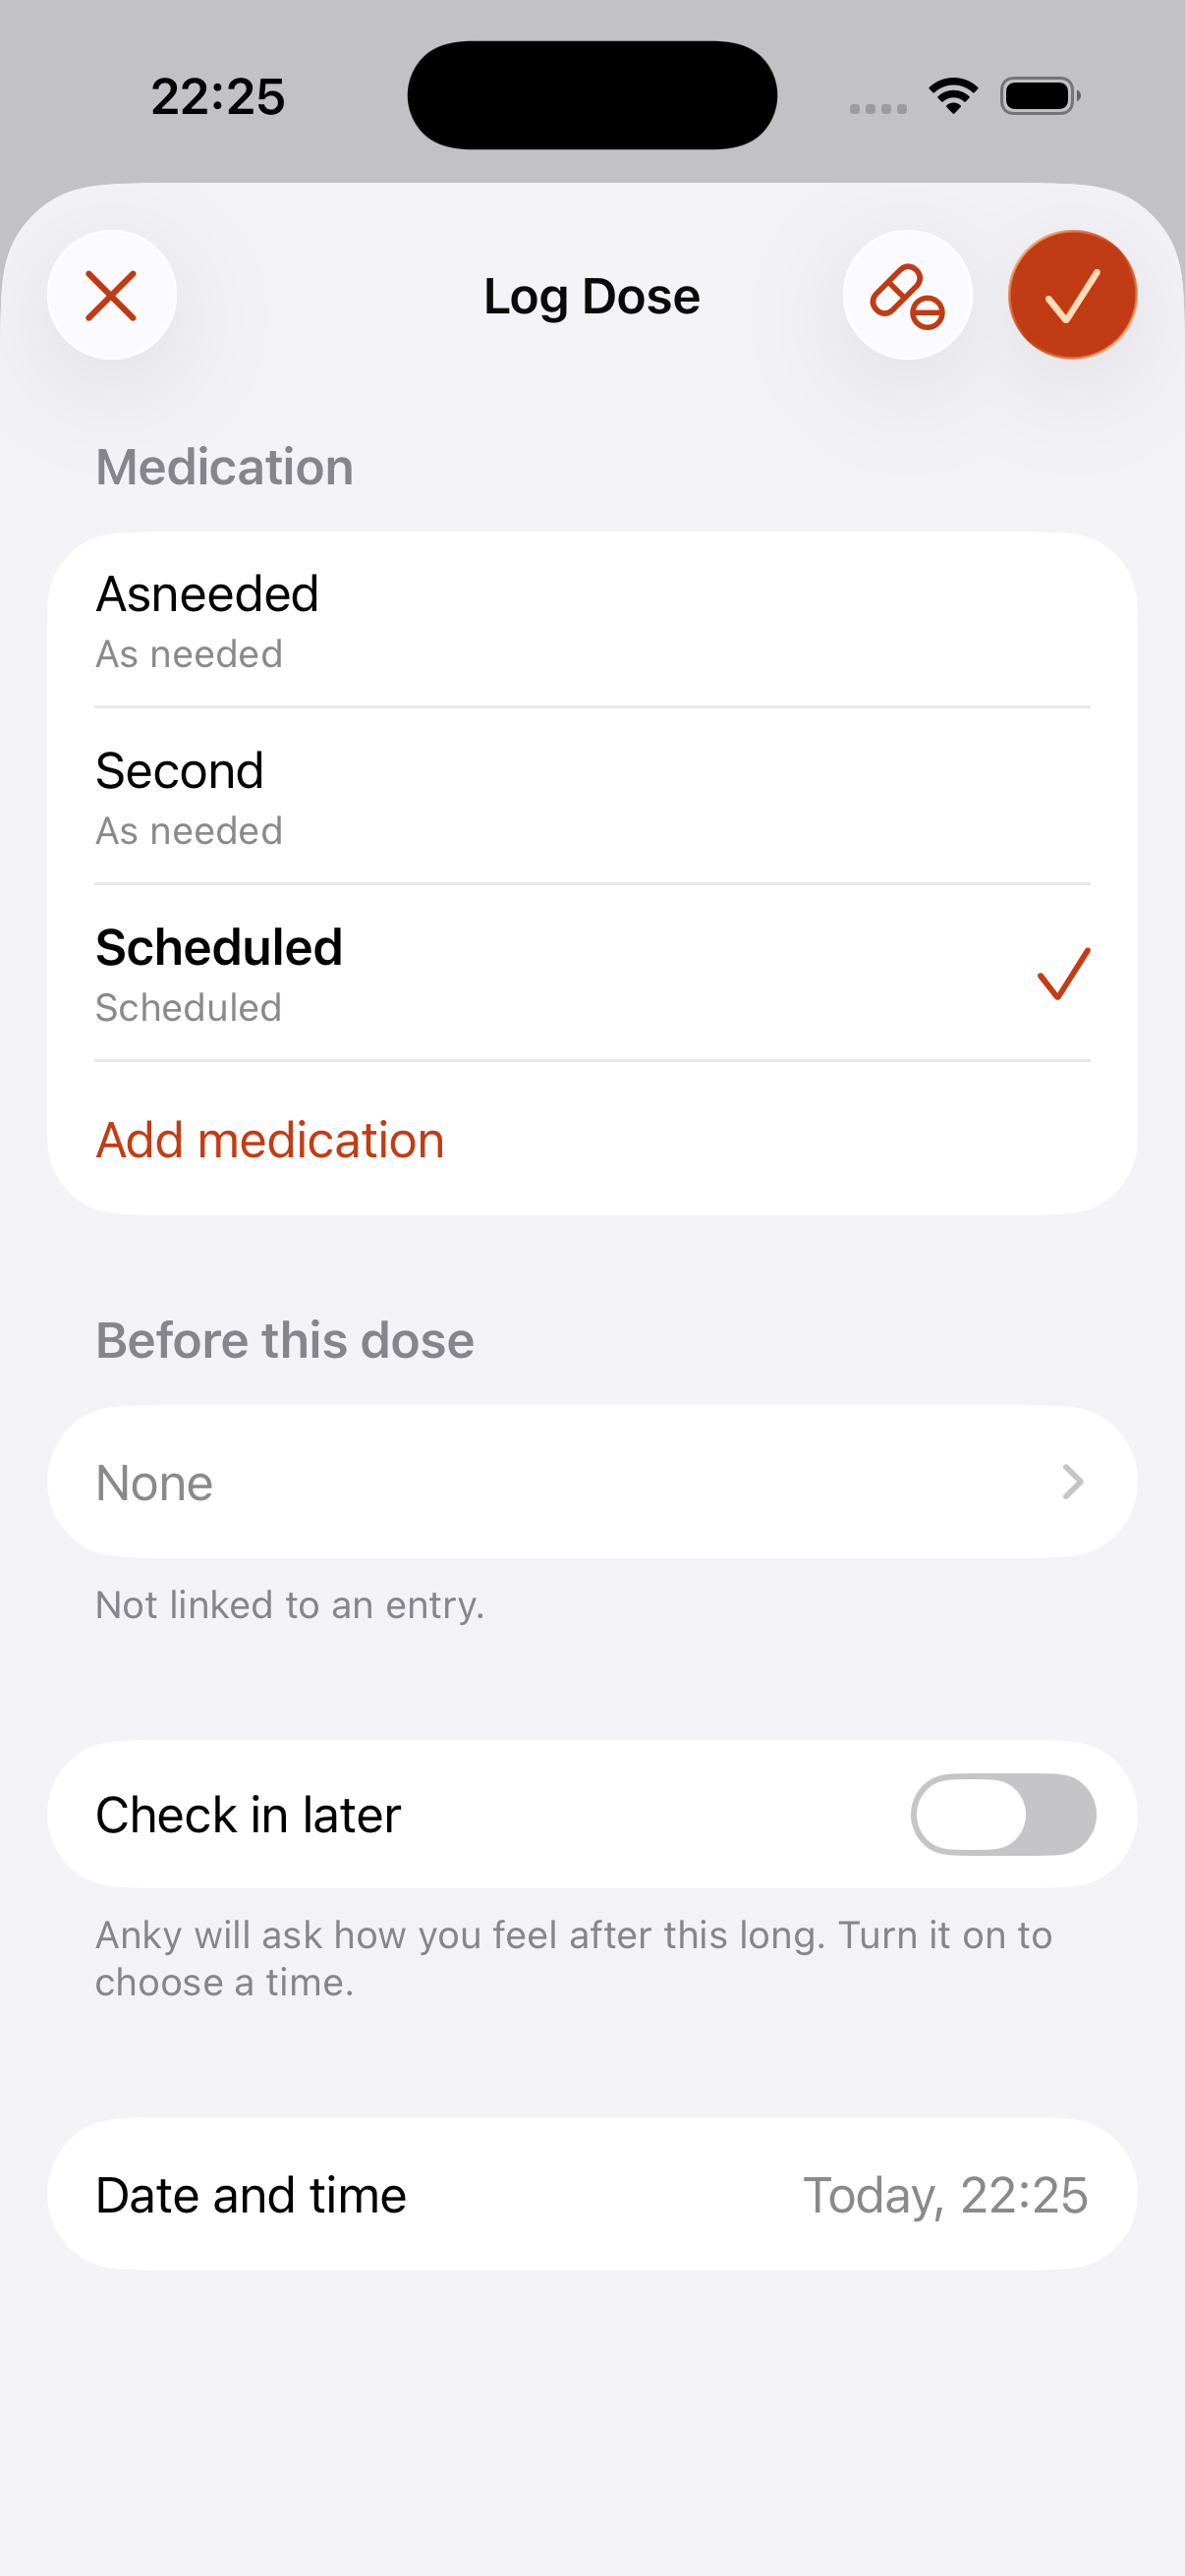 22:25
Log Dose
Medication
Asneeded
As needed
Second
As needed
Scheduled
Scheduled
Add medication
Before this dose
None
Not linked to an entry.
Check in later
Anky will ask how you feel after this long. Turn it on to
choose a time.
Date and time Today, 22:25